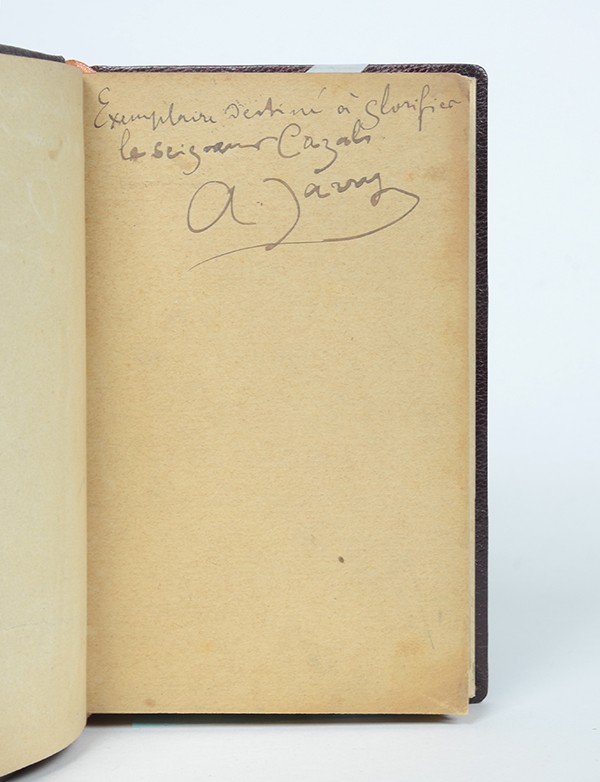 Exemplaire destiné à glorifier
le seigneur Cazals
A. Jarry